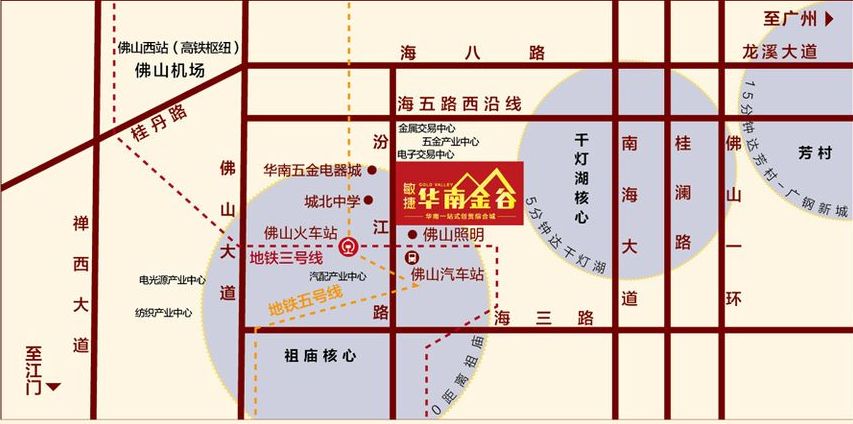 至广州
佛山西站（高铁枢纽）
佛山机场
海八路
龙溪大道
桂丹路
海五路西沿线
金属交易中心
五金产业中心
电子交易中心
汾江路
干灯湖核心
南海大道
桂澜路
佛山一环
15分钟达芳村-广钢新城
芳村
华南五金电器城
城北中学
敏捷
GOLD VALLEY
华南金谷
华南一站式创富综合城
5分钟达千灯湖
佛山大道
禅西大道
佛山火车站
佛山照明
地铁三号线
佛山汽车站
汽配产业中心
电光源产业中心
地铁五号线
纺织产业中心
海三路
至江门
祖庙核心
0距离祖庙